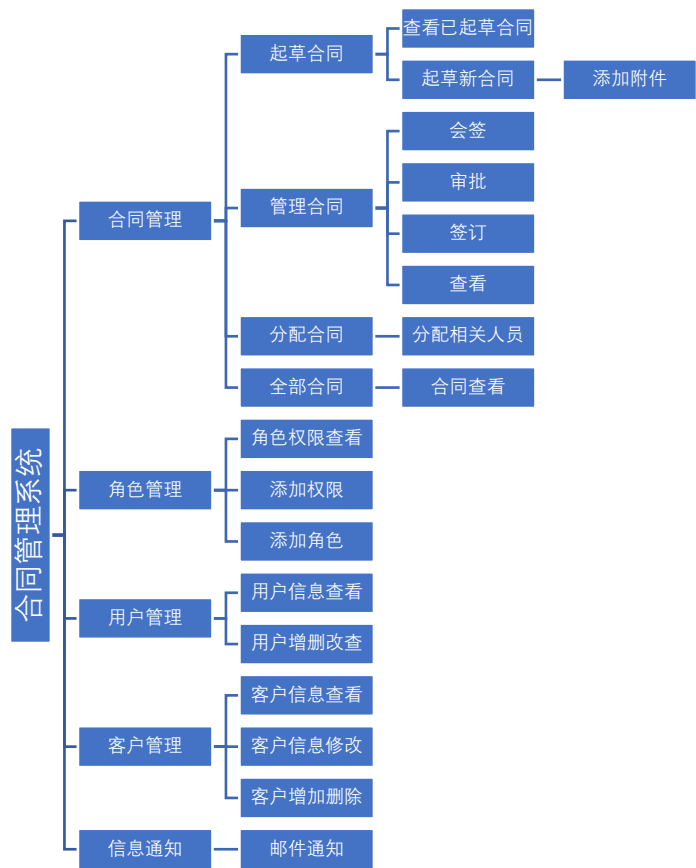 合同管理系统
合同管理
起草合同
查看已起草合同
起草新合同
添加附件
管理合同
会签
审批
签订
查看
分配合同
分配相关人员
全部合同
合同查看
角色管理
角色权限查看
添加权限
添加角色
用户管理
用户信息查看
用户增删改查
客户管理
客户信息查看
客户信息修改
客户增加删除
信息通知
邮件通知